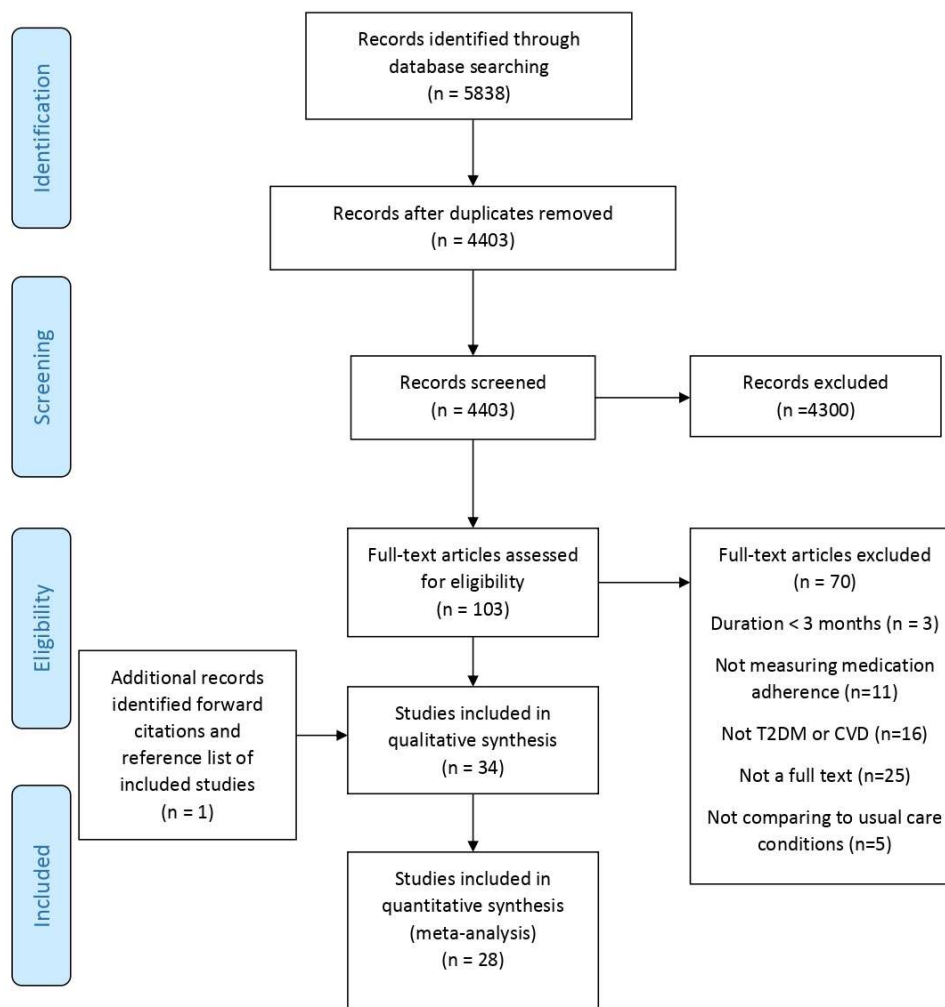 Identification
Records identified through
database searching
(n = 5838)
Records after duplicates removed
(n = 4403)
Screening
Records screened
(n = 4403)
Records excluded
(n =4300)
Eligibility
Full-text articles assessed
for eligibility
(n = 103)
Full-text articles excluded
(n = 70)
Duration < 3 months (n = 3)
Not measuring medication
adherence (n=11)
Not T2DM or CVD (n=16)
Not a full text (n=25)
Not comparing to usual care
conditions (n=5)
Additional records
identified forward
citations and
reference list of
included studies
(n = 1)
Studies included in
qualitative synthesis
(n = 34)
Included
Studies included in
quantitative synthesis
(meta-analysis)
(n = 28)